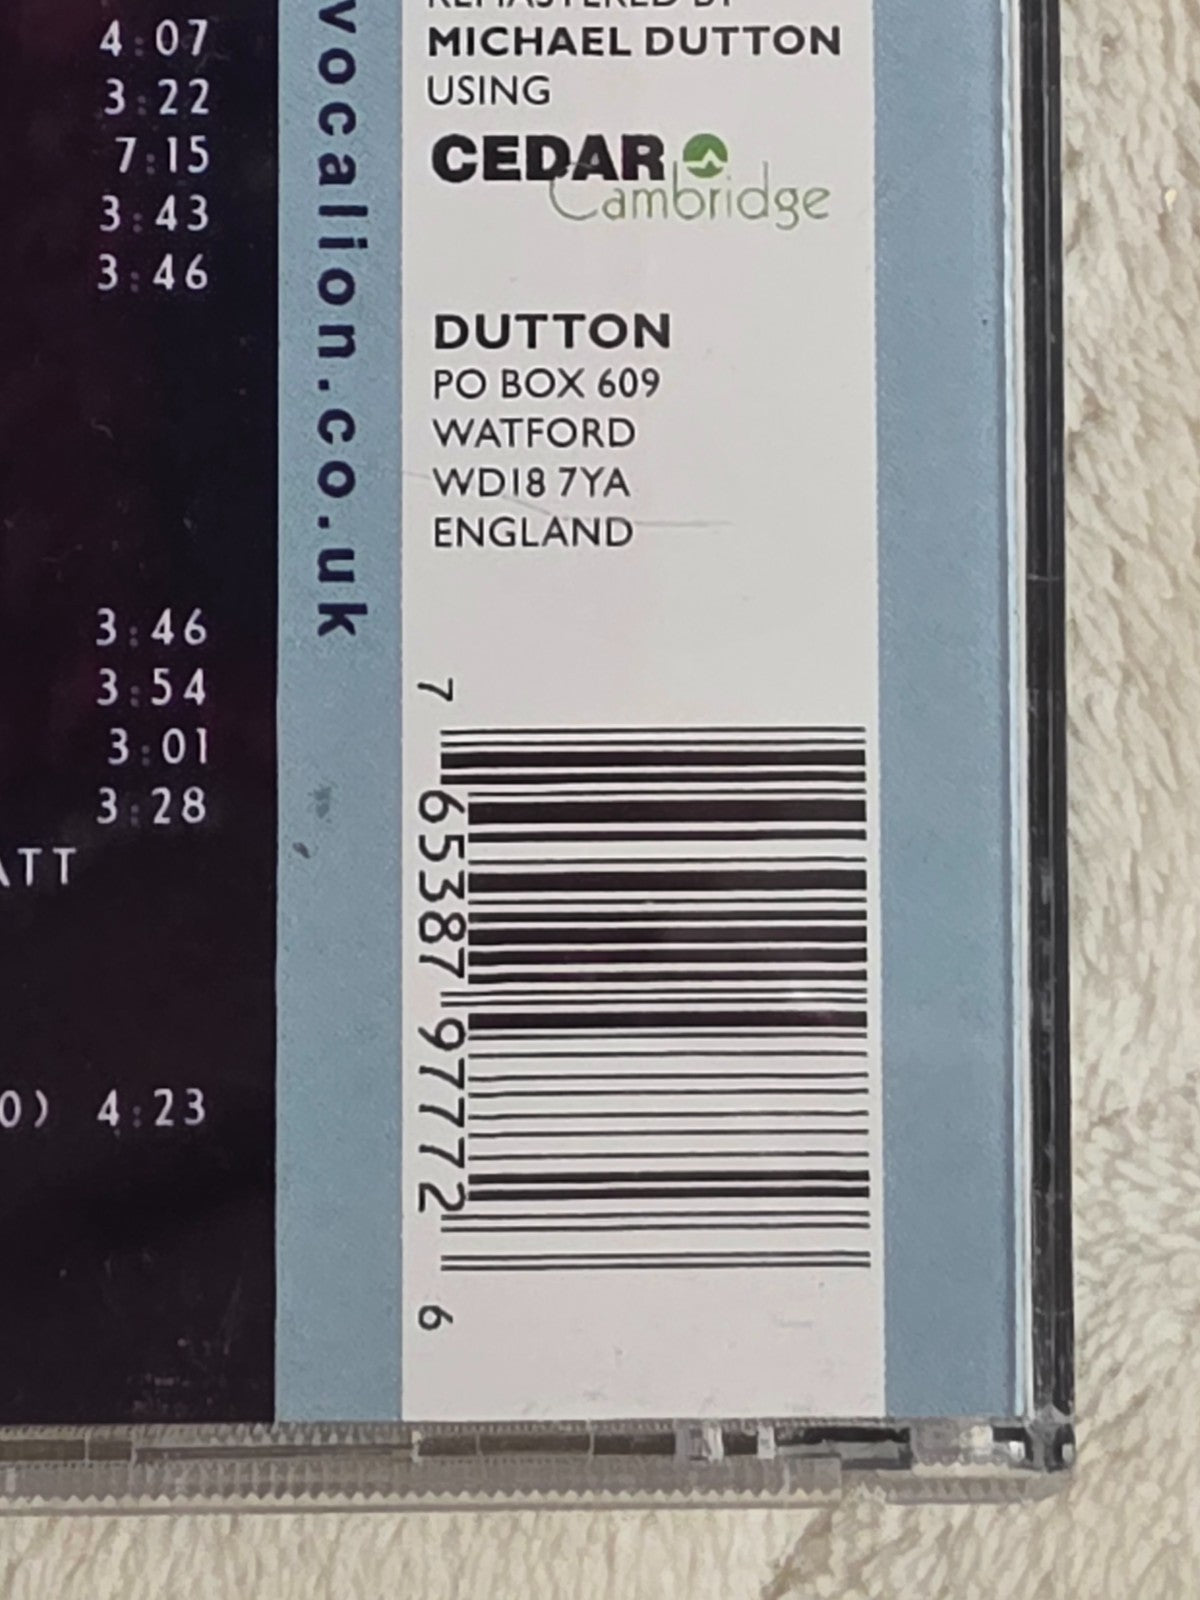 4:07
3:22
7:15
3:43
3:46
3:46
3:54
3:01
3:28
ATT
0) 4:23
vocalion.co.uk
REMASTERED BY
MICHAEL DUTTON
USING
CEDAR
Cambridge
DUTTON
PO BOX 609
WATFORD
WD18 7YA
ENGLAND
7 65387 97772 6